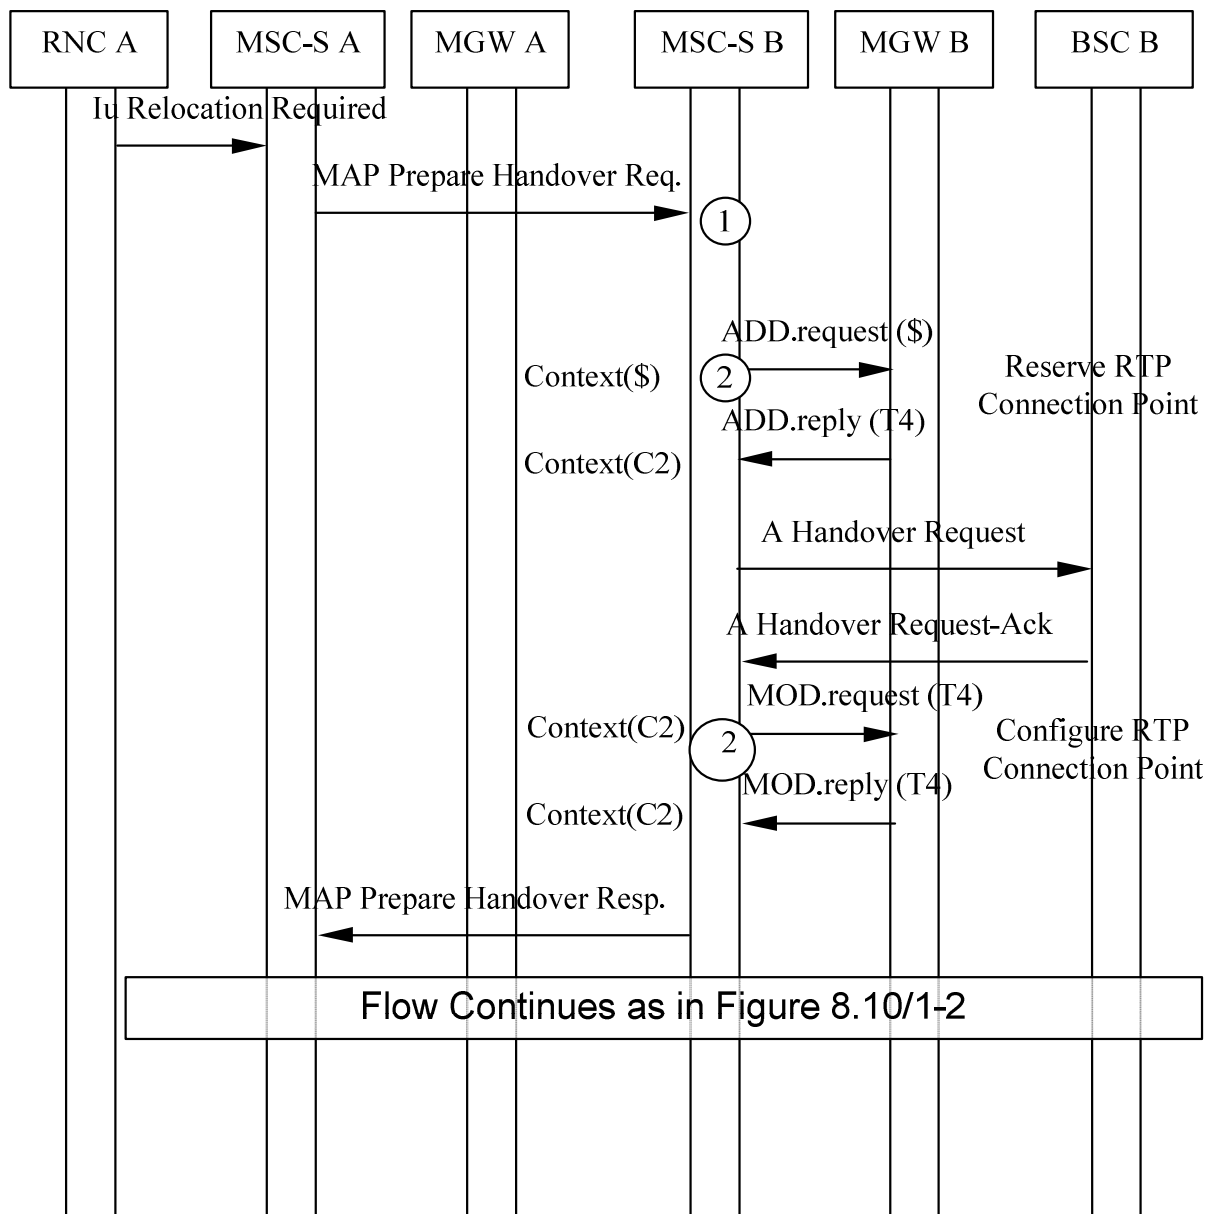 RNC A
MSC-S A
MGW A
MSC-S B
MGW B
BSC B
Iu Relocation Required
MAP Prepare Handover Req.
1
ADD.request ($)
Context($)
2
Reserve RTP
Connection Point
ADD.reply (T4)
Context(C2)
A Handover Request
A Handover Request-Ack
MOD.request (T4)
Context(C2)
2
Configure RTP
Connection Point
MOD.reply (T4)
Context(C2)
MAP Prepare Handover Resp.
Flow Continues as in Figure 8.10/1-2